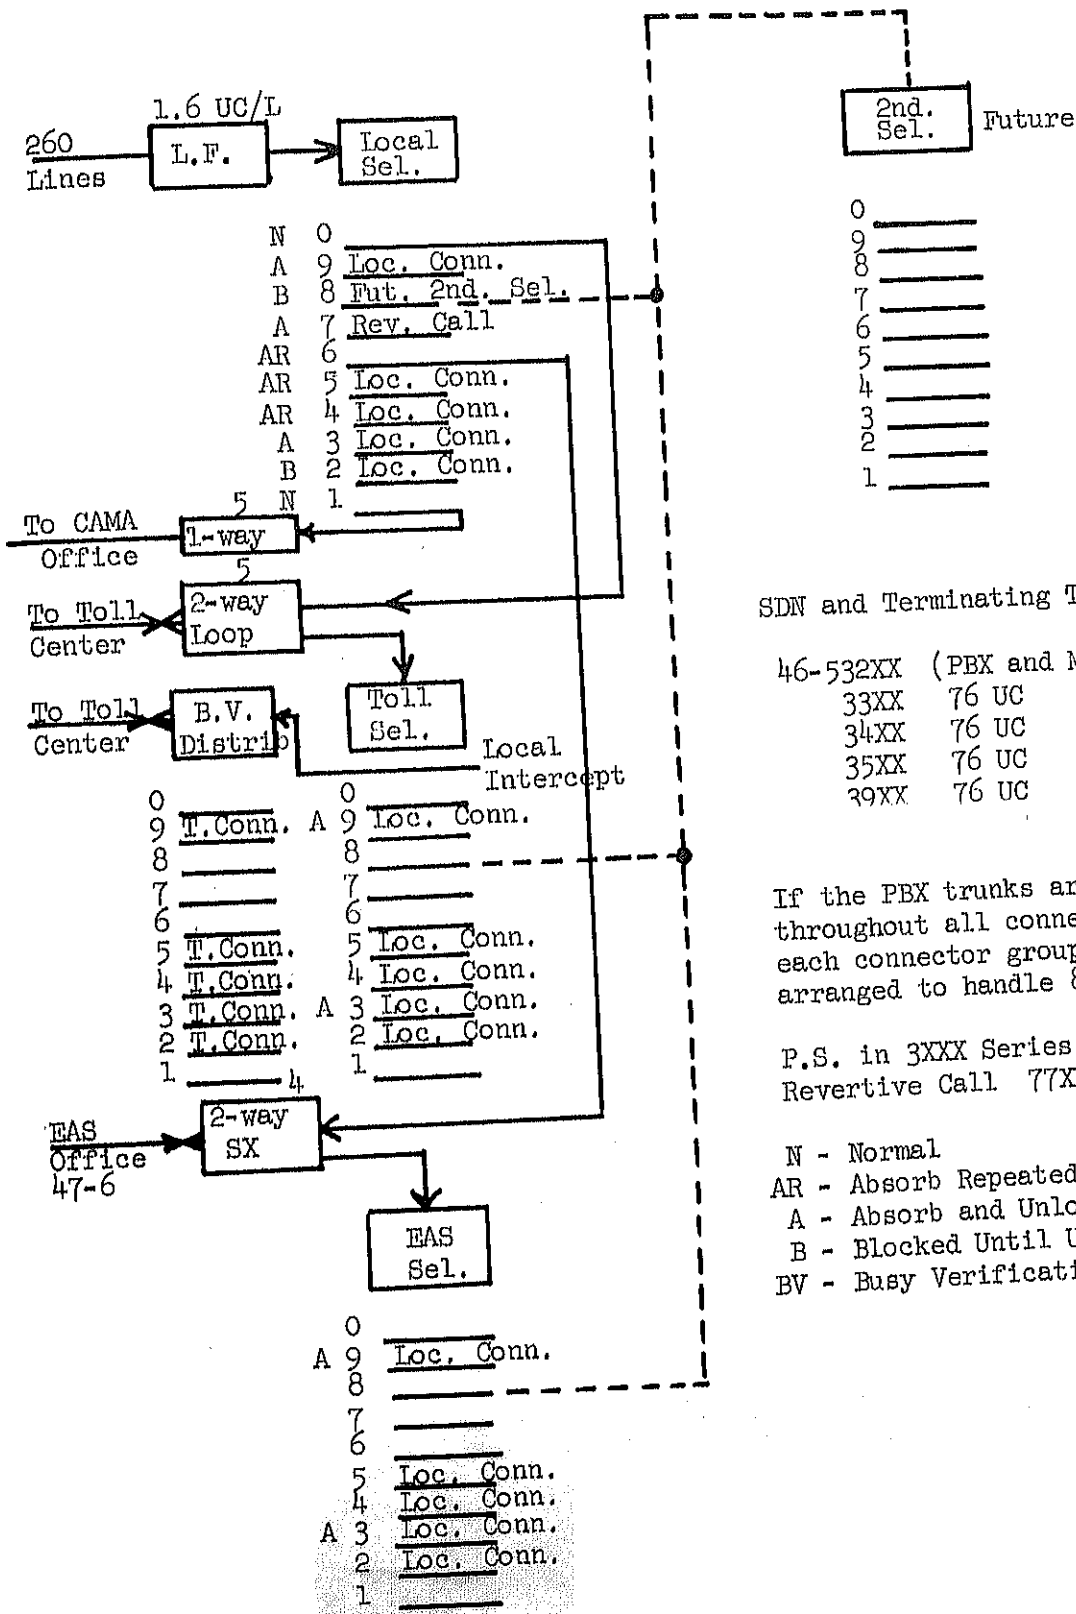 1.6 UC/L
260
Lines
L.F.
Local
Sel.
2nd.
Sel.
Future
N 0
A 9 Loc. Conn.
B 8 Fut. 2nd. Sel.
A 7 Rev. Call
AR 6
AR 5 Loc. Conn.
AR 4 Loc. Conn.
A 3 Loc. Conn.
B 2 Loc. Conn.
N 1
0
9
8
7
6
5
4
3
2
1
To CAMA
Office
5
1-way
To Toll
Center
5
2-way
Loop
Toll
Sel.
To Toll
Center
B.V.
Distrib
Local
Intercept
0
9 T.Conn.
8
7
6
5 T.Conn.
4 T.Conn.
3 T.Conn.
2 T.Conn.
1
0
A 9 Loc. Conn.
8
7
6
5 Loc. Conn.
4 Loc. Conn.
A 3 Loc. Conn.
2 Loc. Conn.
1
EAS
Office
47-6
4
2-way
SX
EAS
Sel.
0
A 9 Loc. Conn.
8
7
6
5 Loc. Conn.
4 Loc. Conn.
A 3 Loc. Conn.
2 Loc. Conn.
1
SDN and Terminating T
46-532XX (PBX and
33XX 76 UC
34XX 76 UC
35XX 76 UC
39XX 76 UC
If the PBX trunks ar
throughout all conne
each connector group
arranged to handle 8
P.S. in 3XXX Series
Revertive Call 77X
N - Normal
AR - Absorb Repeated
A - Absorb and Unlo
B - Blocked Until U
BV - Busy Verificati